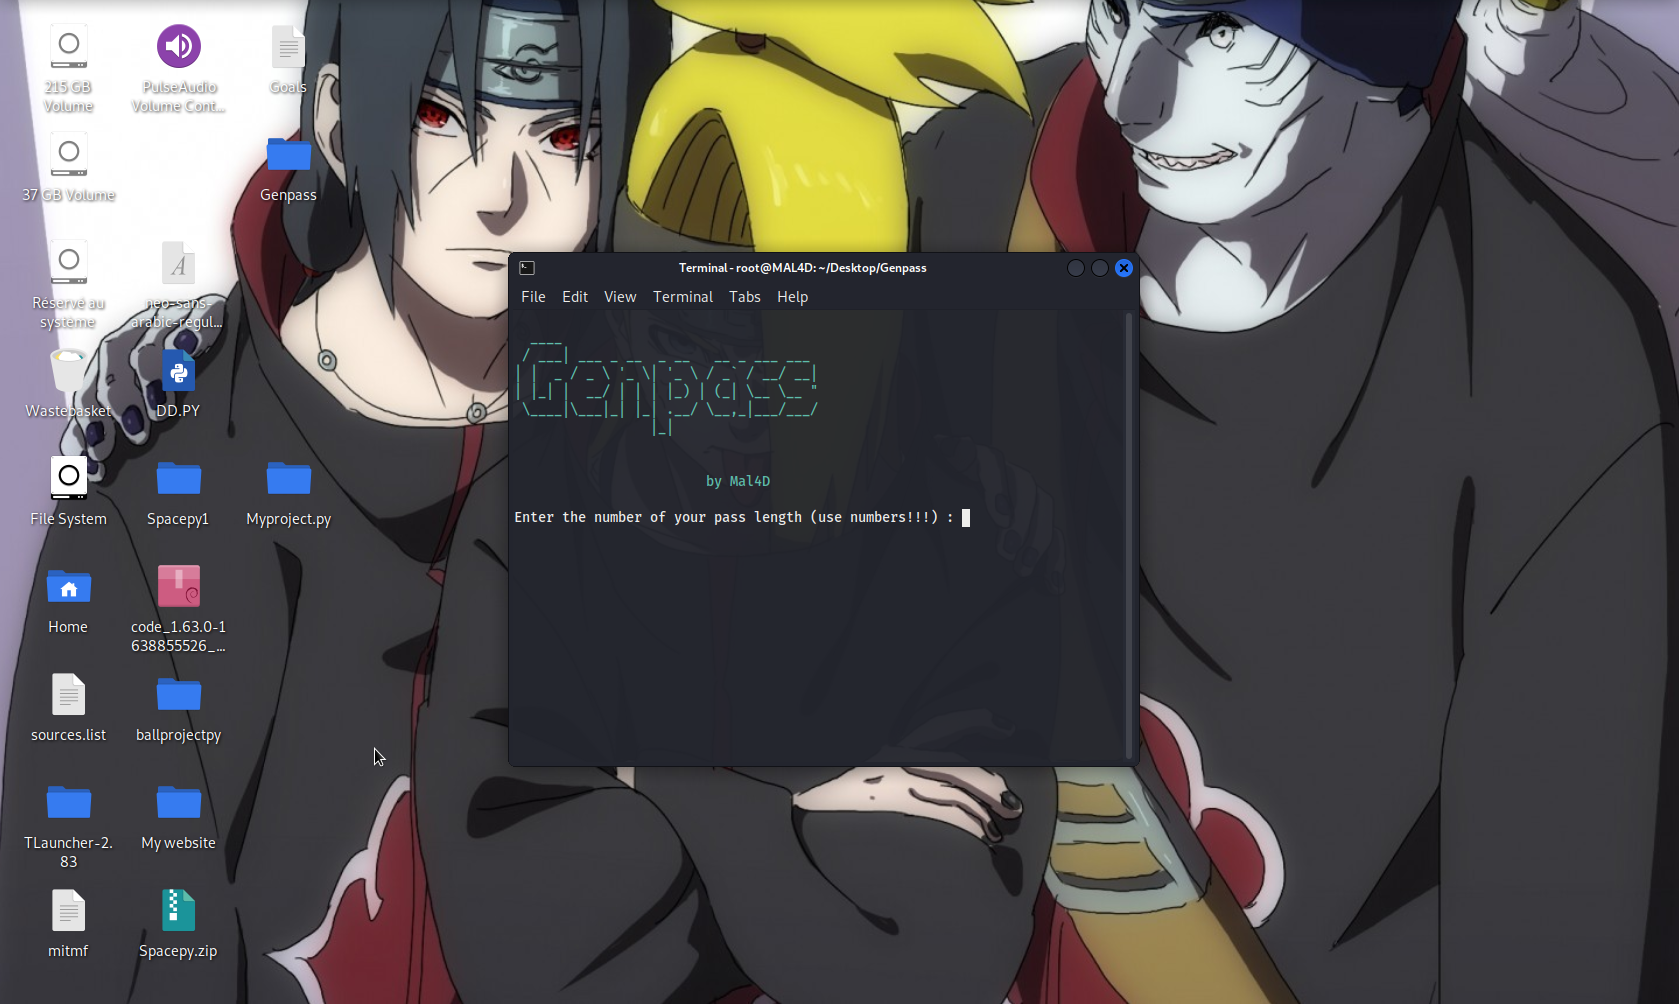 215 GB
Volume
PulseAudio
Volume Cont...
Goals
37 GB Volume
Genpass
Réservé au
système
neo-sans-
arabic-regul...
Wastebasket
DD.PY
File System
Spacepy1
Myproject.py
Home
code_1.63.0-1
638855526_...
sources.list
ballprojectpy
TLauncher-2.
83
My website
mitmf
Spacepy.zip
Terminal - root@MAL4D: ~/Desktop/Genpass
File Edit View Terminal Tabs Help
Genpass
by Mal4D
Enter the number of your pass length (use numbers!!!) :